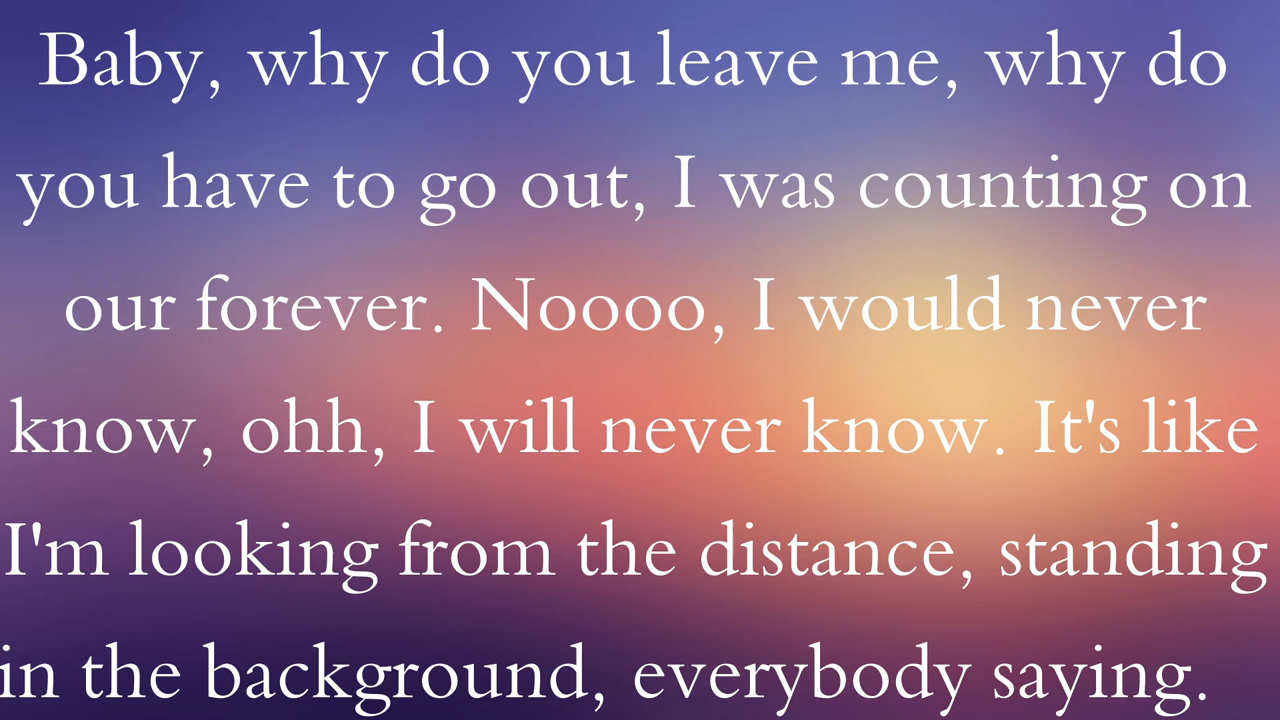 Baby, why do you leave me, why do
you have to go out, I was counting on
our forever. Noooo, I would never
know, ohh, I will never know. It's like
I'm looking from the distance, standing
in the background, everybody saying.